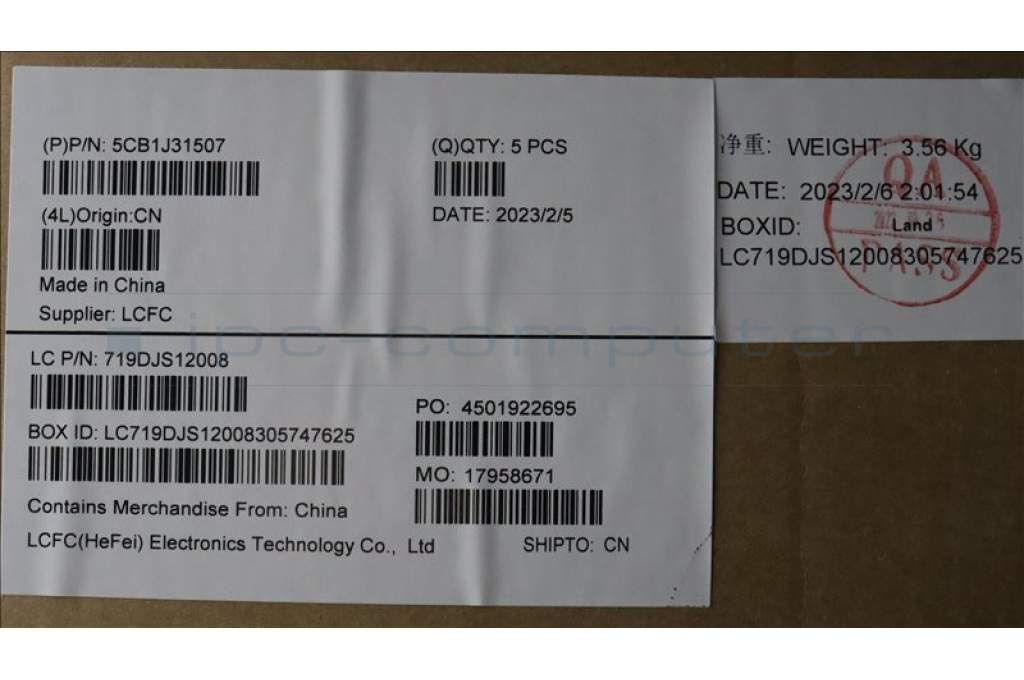 (P)P/N: 5CB1J31507
(Q)QTY: 5 PCS
(4L)Origin:CN
DATE: 2023/2/5
Made in China
Supplier: LCFC
净重: WEIGHT: 3.56 Kg
DATE: 2023/2/6 2:01:54
BOXID: Land
LC719DJS12008305747625
QA
PASS
ipc-computer
LC P/N: 719DJS12008
PO: 4501922695
BOX ID: LC719DJS12008305747625
MO: 17958671
Contains Merchandise From: China
LCFC(HeFei) Electronics Technology Co., Ltd SHIPTO: CN